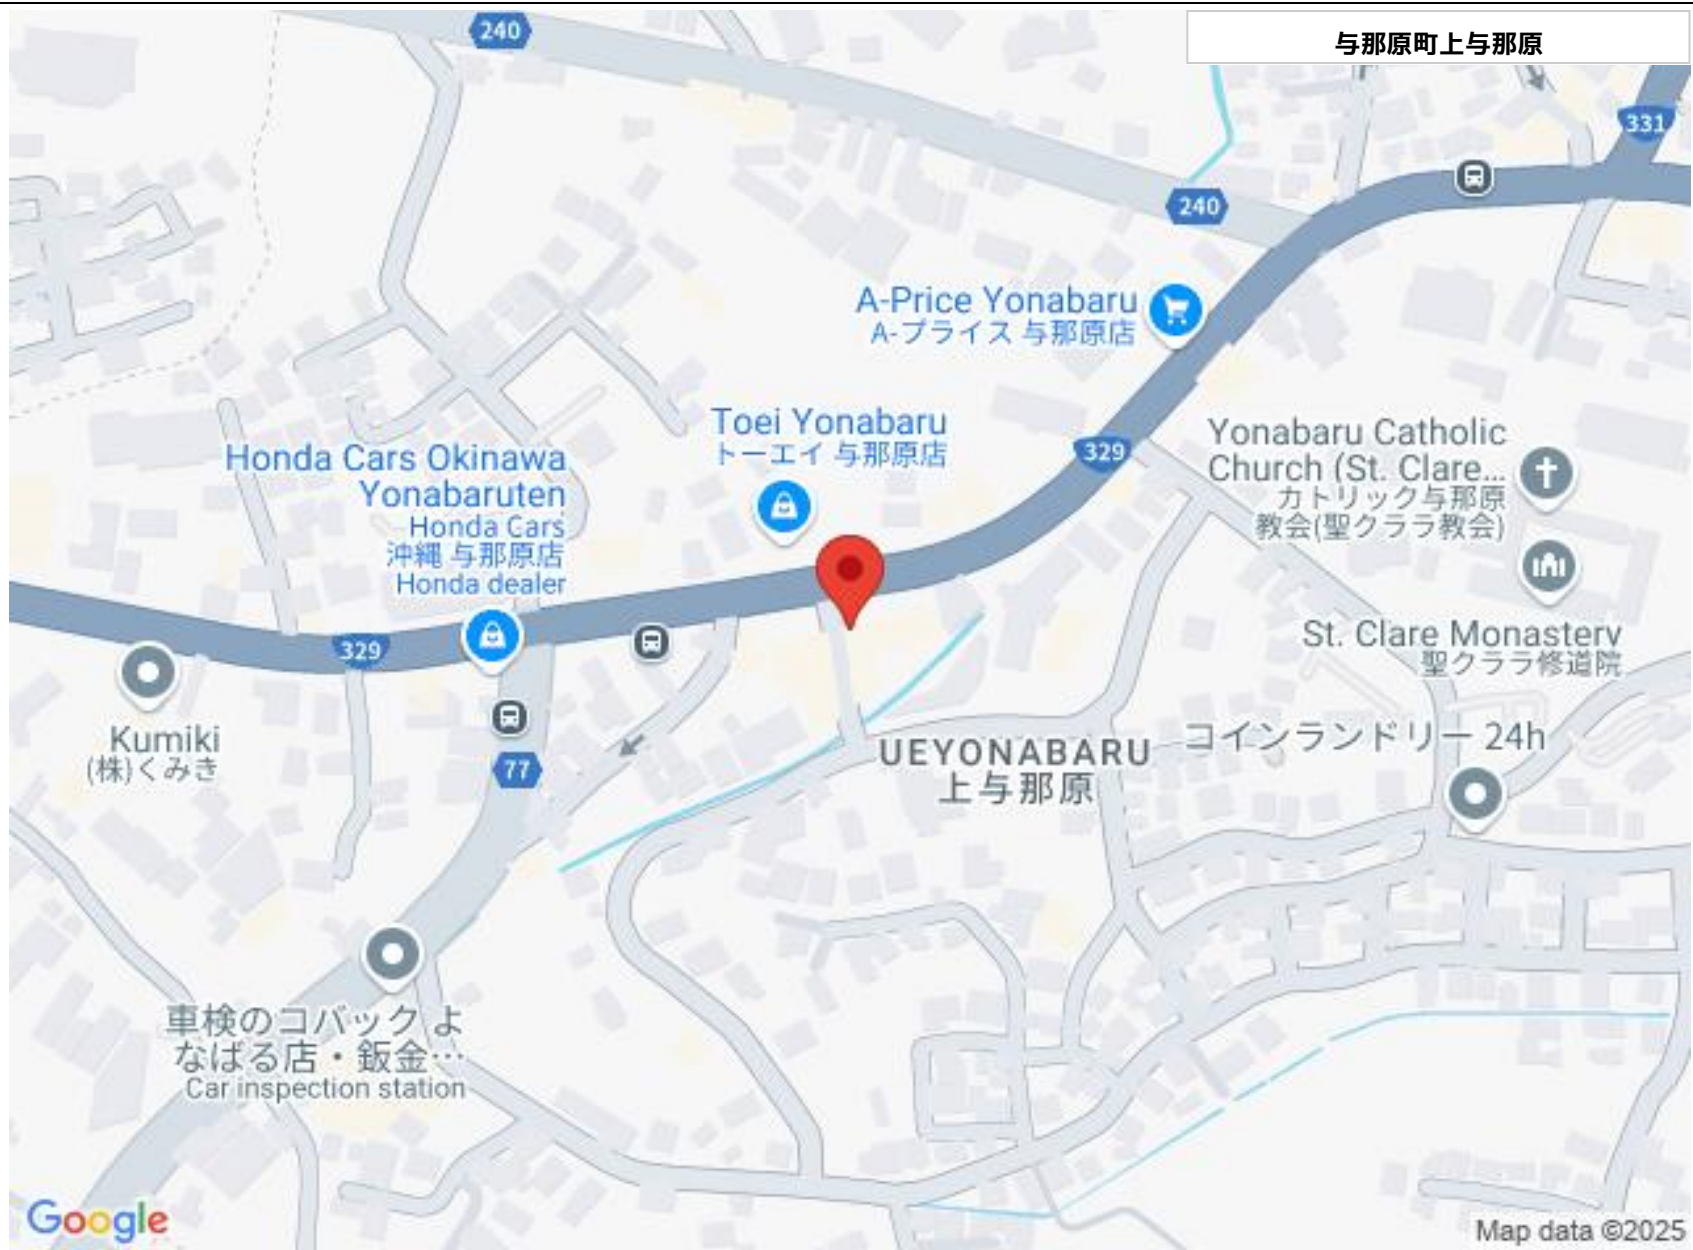 240
与那原町上与那原
331
240
A-Price Yonabaru
A-プライス 与那原店
Toei Yonabaru
トーエイ 与那原店
329
Yonabaru Catholic
Church (St. Clare...
カトリック与那原
教会(聖クララ教会)
Honda Cars Okinawa
Yonabaruten
Honda Cars
沖縄 与那原店
Honda dealer
329
St. Clare Monastery
聖クララ修道院
Kumiki
(株)くみき
77
UEYONABARU
上与那原
コインランドリー 24h
車検のコバック よ
なばる店・鈑金…
Car inspection station
Google
Map data ©2025